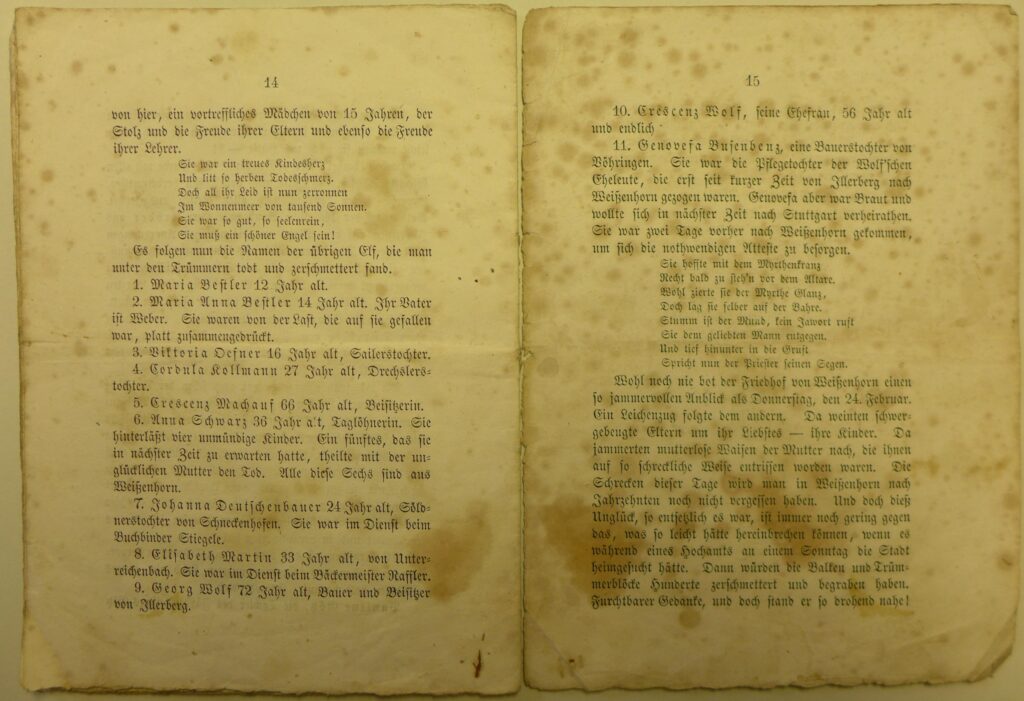 14
von hier, ein vortreffliches Mädchen von 15 Jahren, der
Stolz und die Freude ihrer Eltern und ebenso die Freude
ihrer Lehrer.
Sie war ein treues Kindesherz
Und litt so herben Todesschmerz.
Doch all ihr Leid ist nun zerronnen
Im Wonnenmeer von tausend Sonnen.
Sie war so gut, so seelenrein,
Sie muß ein schöner Engel sein!
Es folgen nun die Namen der übrigen Elf, die man
unter den Trümmern todt und zerschmettert fand.
1. Maria Bestler 12 Jahr alt.
2. Maria Anna Bestler 14 Jahr alt. Ihr Vater
ist Weber. Sie waren von der Last, die auf sie gefallen
war, platt zusammengedrückt.
3. Viktoria Oefner 16 Jahr alt, Sailerstochter.
4. Cordula Kollmann 27 Jahr alt, Drechslers-
tochter.
5. Crescenz Machauf 66 Jahr alt, Beisitzerin.
6. Anna Schwarz 36 Jahr alt, Taglöhnerin. Sie
hinterläßt vier unmündige Kinder. Ein fünftes, das sie
in nächster Zeit zu erwarten hatte, theilte mit der un-
glücklichen Mutter den Tod. Alle diese Sechs sind aus
Weißenhorn.
7. Johanna Deutschenbauer 24 Jahr alt, Söld-
nerstochter von Schneckenhofen. Sie war im Dienst beim
Buchbinder Stiegele.
8. Elisabeth Martin 33 Jahr alt, von Unter-
reichenbach. Sie war im Dienst beim Bäckermeister Raffler.
9. Georg Wolf 72 Jahr alt, Bauer und Beisitzer
von Illerberg.
15
10. Crescenz Wolf, seine Ehefrau, 56 Jahr alt
und endlich
11. Genovefa Busenbenz, eine Bauerstochter von
Vöhringen. Sie war die Pflegetochter der Wolf'schen
Eheleute, die erst seit kurzer Zeit von Illerberg nach
Weißenhorn gezogen waren. Genovefa aber war Braut und
wollte sich in nächster Zeit nach Stuttgart verheirathen.
Sie war zwei Tage vorher nach Weißenhorn gekommen,
um sich die nothwendigen Atteste zu besorgen.
Sie hoffte mit dem Myrthenkranz
Recht bald zu steh'n vor dem Altare.
Wohl zierte sie der Myrthe Glanz,
Doch lag sie selber auf der Bahre.
Stumm ist der Mund, kein Jawort ruft
Sie dem geliebten Mann entgegen.
Und tief hinunter in die Gruft
Spricht nun der Priester seinen Segen.
Wohl noch nie bot der Friedhof von Weißenhorn einen
so jammervollen Anblick als Donnerstag, den 24. Februar.
Ein Leichenzug folgte dem andern. Da weinten schwer-
gebeugte Eltern um ihr Liebstes — ihre Kinder. Da
jammerten mutterlose Waisen der Mutter nach, die ihnen
auf so schreckliche Weise entrissen worden waren. Die
Schrecken dieser Tage wird man in Weißenhorn nach
Jahrzehnten noch nicht vergessen haben. Und doch dieß
Unglück, so entsetzlich es war, ist immer noch gering gegen
das, was so leicht hätte hereinbrechen können, wenn es
während eines Hochamts an einem Sonntag die Stadt
heimgesucht hätte. Dann würden die Balken und Trüm-
merblöcke Hunderte zerschmettert und begraben haben.
Furchtbarer Gedanke, und doch stand er so drohend nahe!